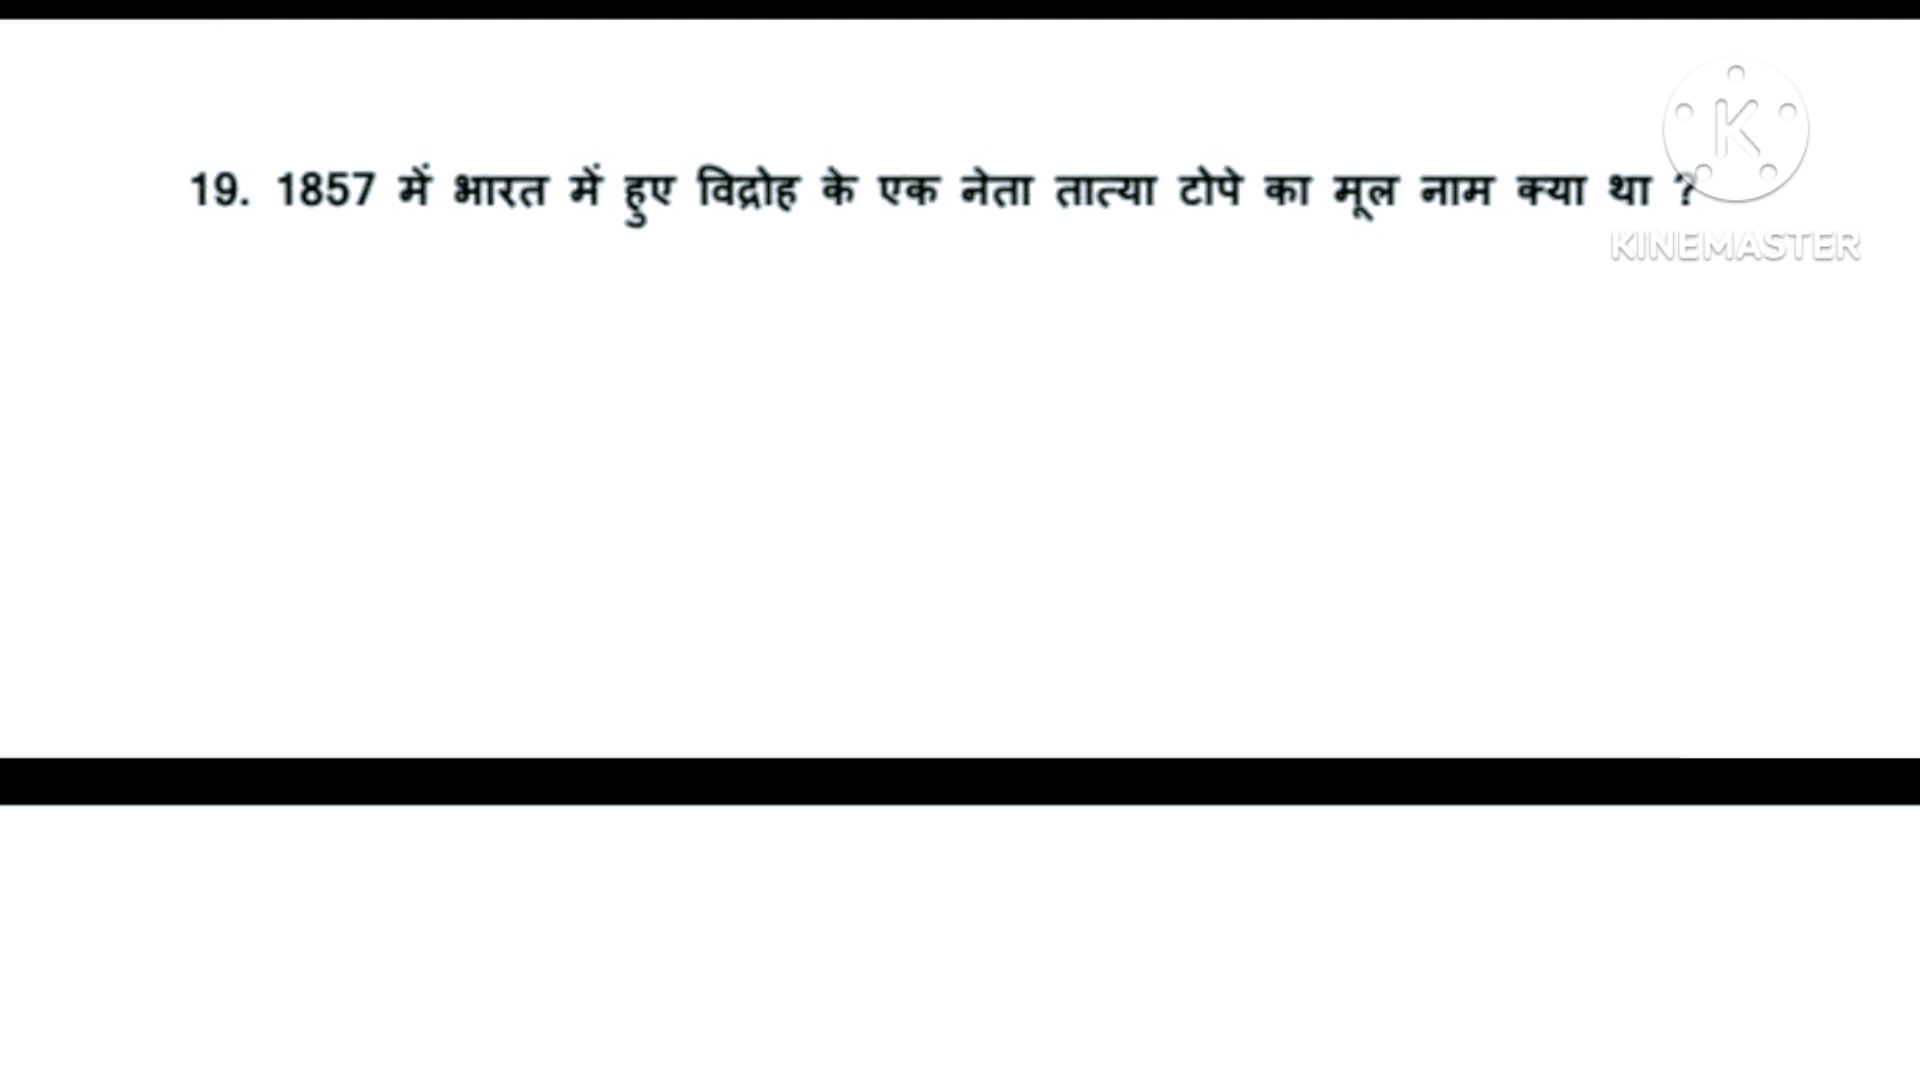 19. 1857 में भारत में हुए विद्रोह के एक नेता तात्या टोपे का मूल नाम क्या था ?
K
KINEMASTER